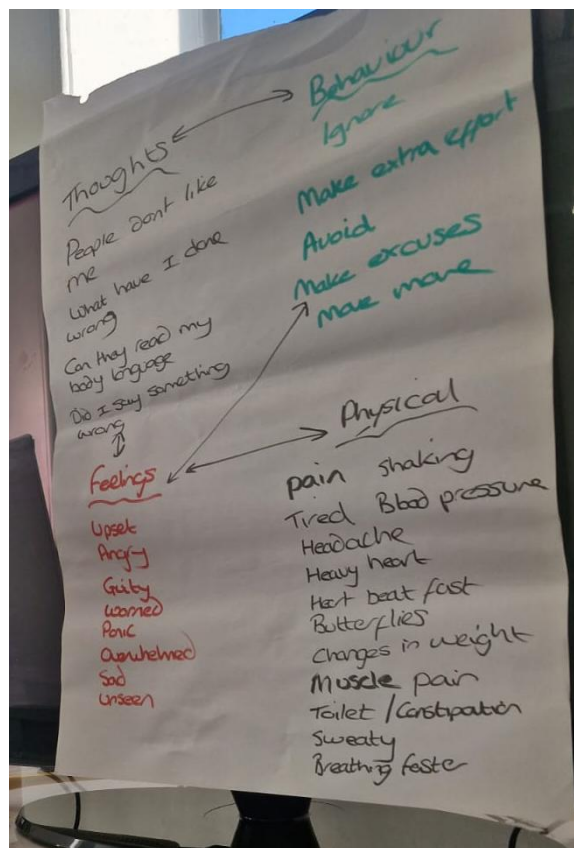 Thoughts
People dont like
me
What have I done
wrong
Can they read my
body language
Did I say something
wrong
Behaviour
Ignore
Make extra effort
Avoid
Make excuses
Move more
Feelings
Upset
Angry
Guilty
worried
Panic
Overwhelmed
Sad
Unseen
Physical
pain shaking
Tired Blood pressure
Headache
Heavy heart
Heart beat fast
Butterflies
Changes in weight
Muscle pain
Toilet / Constipation
Sweaty
Breathing faster